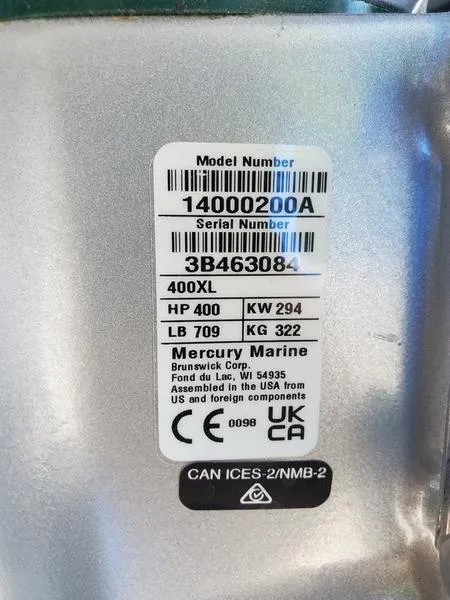 Model Number
14000200A
Serial Number
3B463084
400XL
HP 400 KW 294
LB 709 KG 322
Mercury Marine
Brunswick Corp.
Fond du Lac, WI 54935
Assembled in the USA from
US and foreign components
CE 0098 UK
CA
CAN ICES-2/NMB-2